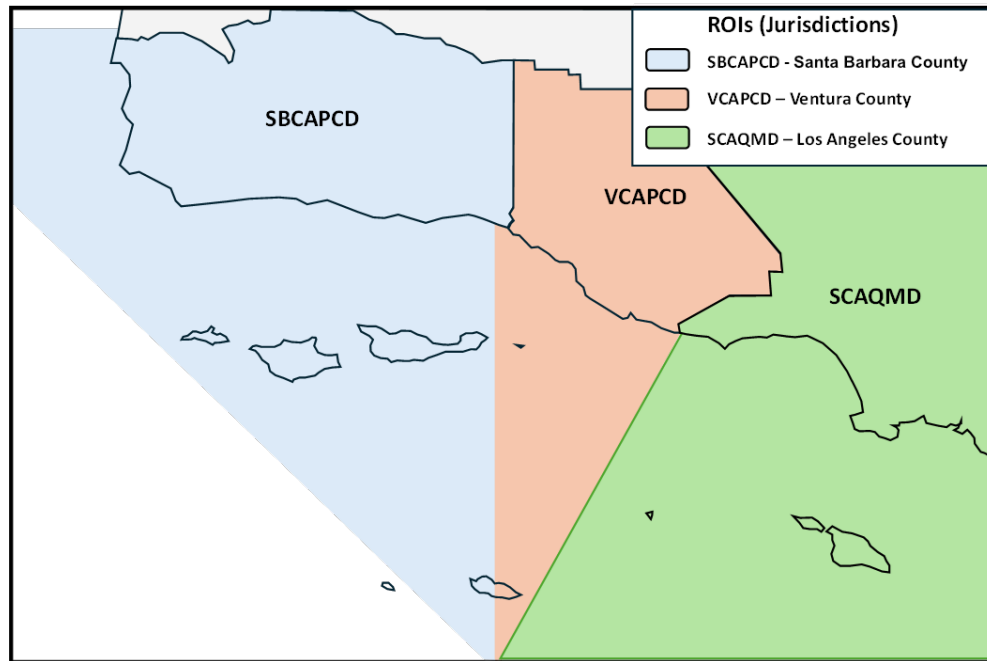 ROIs (Jurisdictions)
SBCAPCD - Santa Barbara County
VCAPCD – Ventura County
SCAQMD – Los Angeles County
SBCAPCD
VCAPCD
SCAQMD